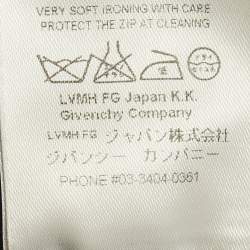 VERY SOFT IRONING WITH CARE
PROTECT THE ZIP AT CLEANING
LVMH FG Japan K.K.
Givenchy Company
LVMH FG ジャパン株式会社
ジバンシー カンパニー
PHONE #03-3404-0361